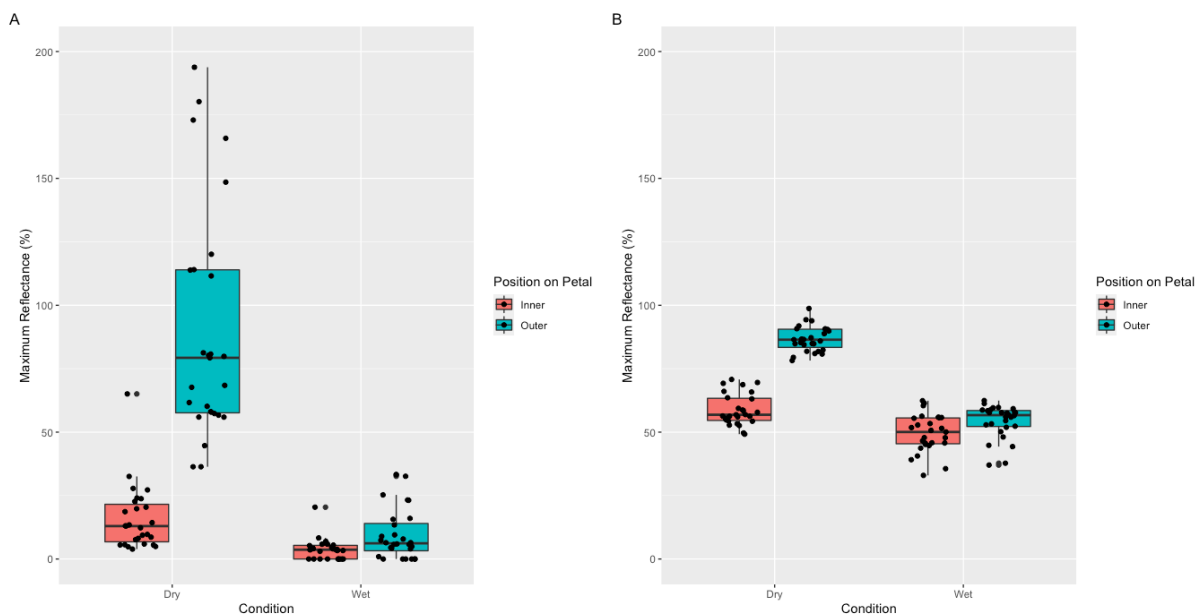 A
200
150
100
50
0
Maximum Reflectance (%)
Dry
Wet
Condition
Position on Petal
Inner
Outer
B
200
150
100
50
0
Maximum Reflectance (%)
Dry
Wet
Condition
Position on Petal
Inner
Outer